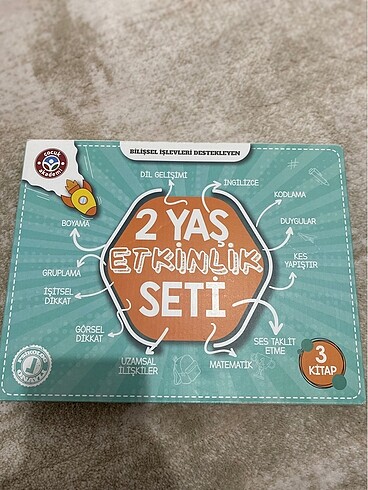 çocuk
akademi
BİLİŞSEL İŞLEVLERİ DESTEKLEYEN
DİL GELİŞİMİ
İNGİLİZCE
KODLAMA
BOYAMA
DUYGULAR
2 YAŞ
ETKİNLİK
SETİ
GRUPLAMA
KES
YAPIŞTIR
İŞİTSEL
DİKKAT
GÖRSEL
DİKKAT
SES TAKLİT
ETME
UZAMSAL
İLİŞKİLER
MATEMATİK
3
KİTAP